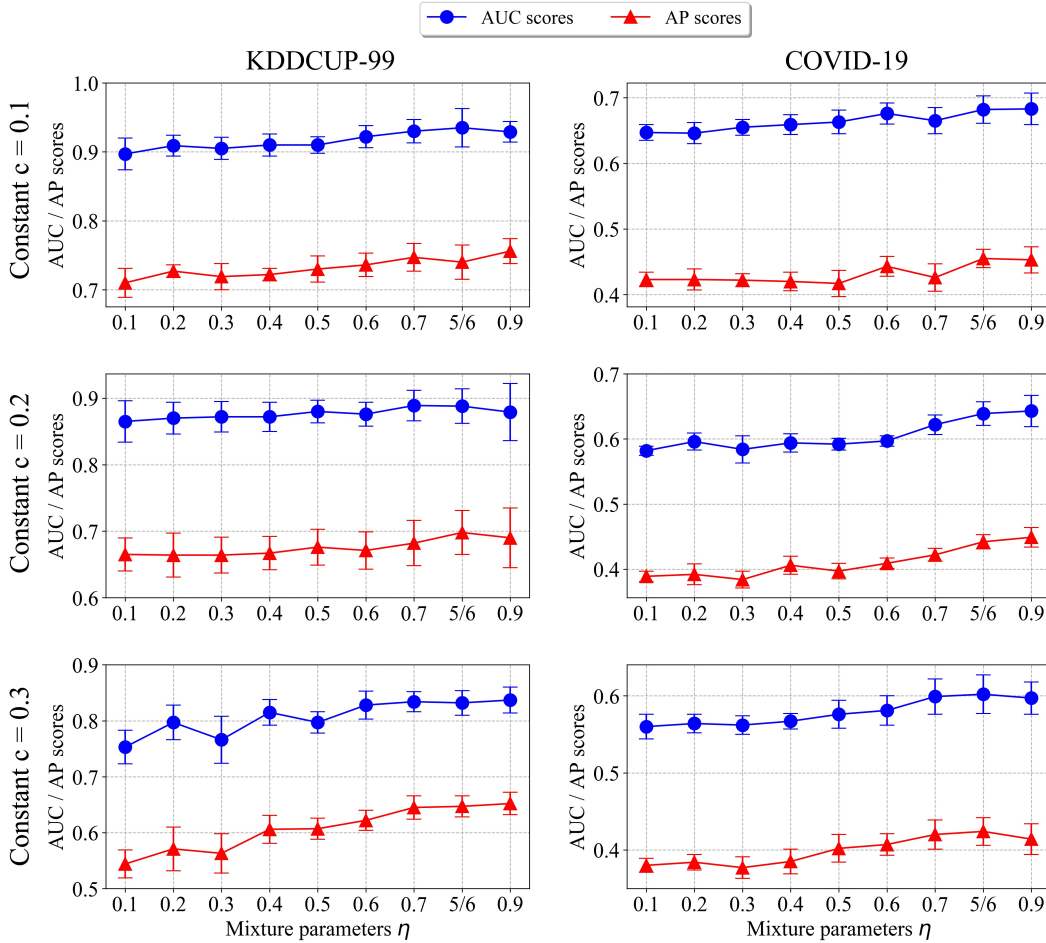 AUC scores AP scores
KDDCUP-99 COVID-19
Constant c = 0.1
AUC / AP scores
1.0
0.9
0.8
0.7
0.1 0.2 0.3 0.4 0.5 0.6 0.7 5/6 0.9
AUC / AP scores
0.7
0.6
0.5
0.4
0.1 0.2 0.3 0.4 0.5 0.6 0.7 5/6 0.9
Constant c = 0.2
AUC / AP scores
0.9
0.8
0.7
0.6
0.1 0.2 0.3 0.4 0.5 0.6 0.7 5/6 0.9
AUC / AP scores
0.7
0.6
0.5
0.4
0.1 0.2 0.3 0.4 0.5 0.6 0.7 5/6 0.9
Constant c = 0.3
AUC / AP scores
0.9
0.8
0.7
0.6
0.5
0.1 0.2 0.3 0.4 0.5 0.6 0.7 5/6 0.9
Mixture parameters η
AUC / AP scores
0.6
0.5
0.4
0.1 0.2 0.3 0.4 0.5 0.6 0.7 5/6 0.9
Mixture parameters η